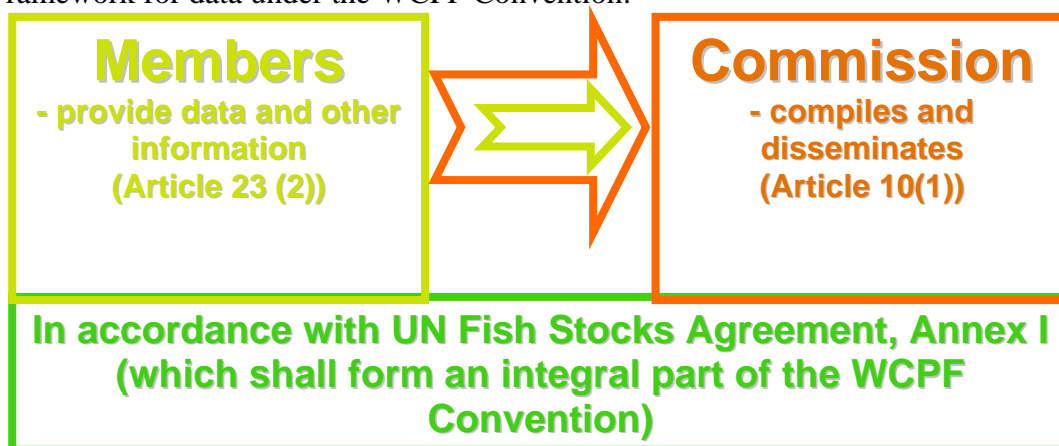 ramework for data under the WCPF Convention.
Members
- provide data and other
information
(Article 23 (2))
Commission
- compiles and
disseminates
(Article 10(1))
In accordance with UN Fish Stocks Agreement, Annex I
(which shall form an integral part of the WCPF
Convention)